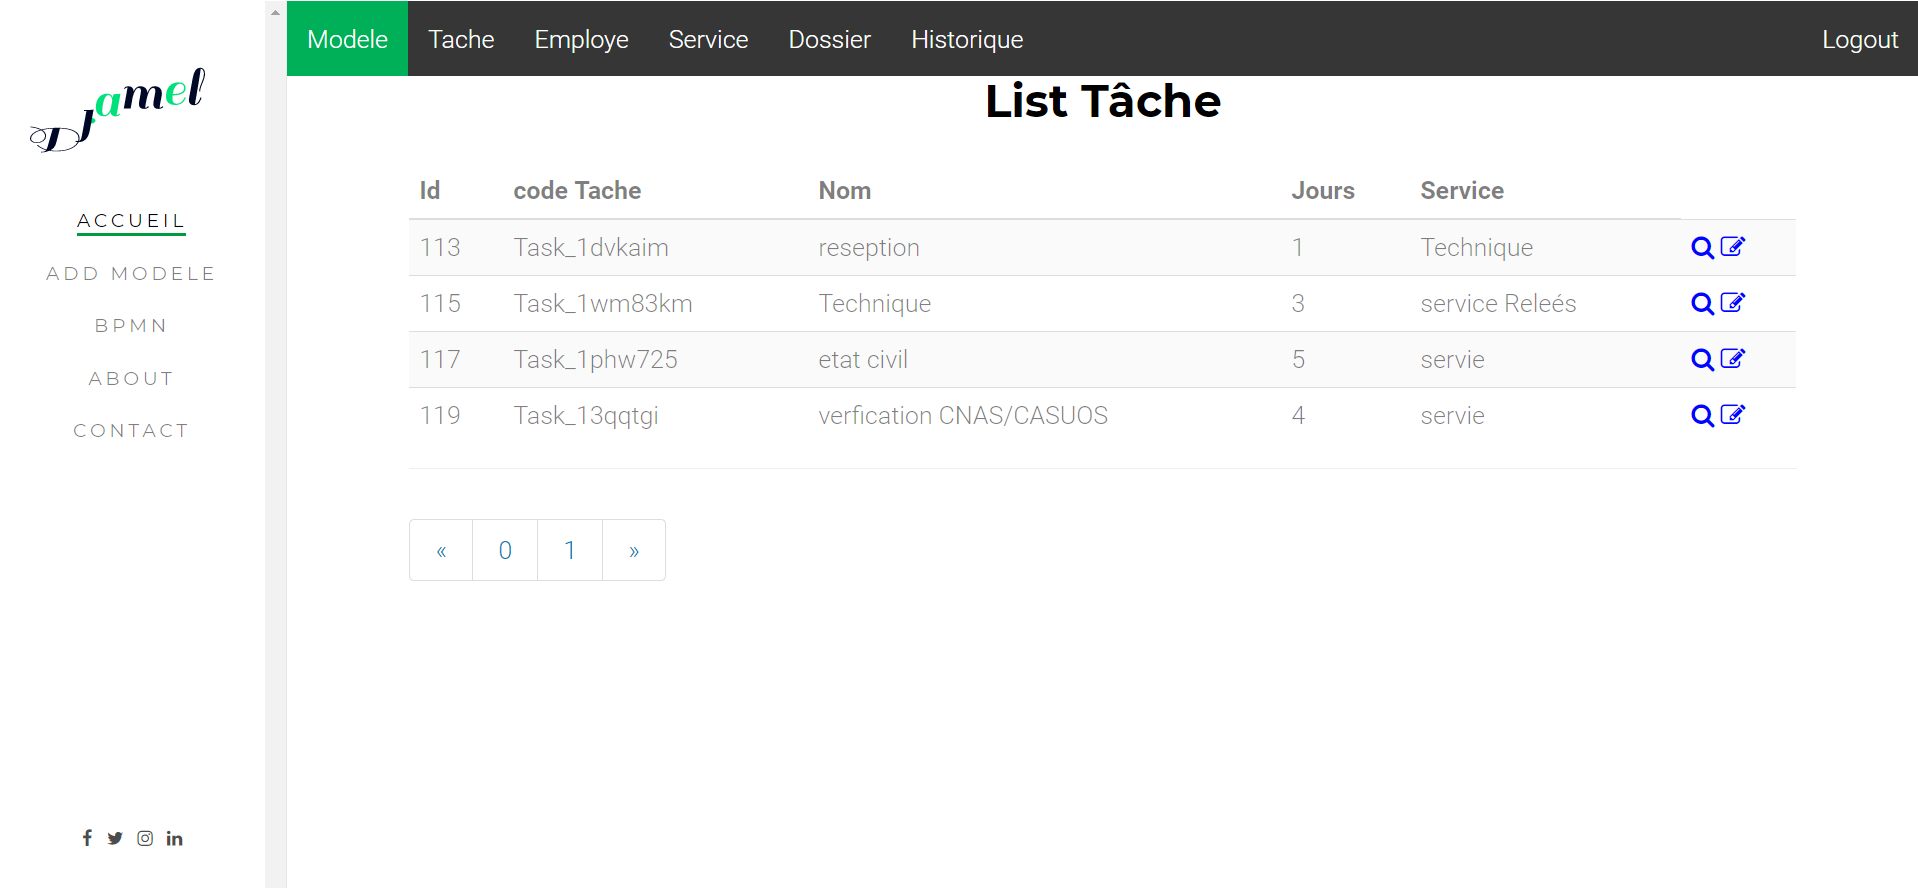 Djamel
ACCUEIL
ADD MODELE
BPMN
ABOUT
CONTACT
Modele Tache Employe Service Dossier Historique Logout
List Tâche
Id code Tache Nom Jours Service
113 Task_1dvkaim reseption 1 Technique
115 Task_1wm83km Technique 3 service Releés
117 Task_1phw725 etat civil 5 servie
119 Task_13qqtgi verfication CNAS/CASUOS 4 servie
« 0 1 »